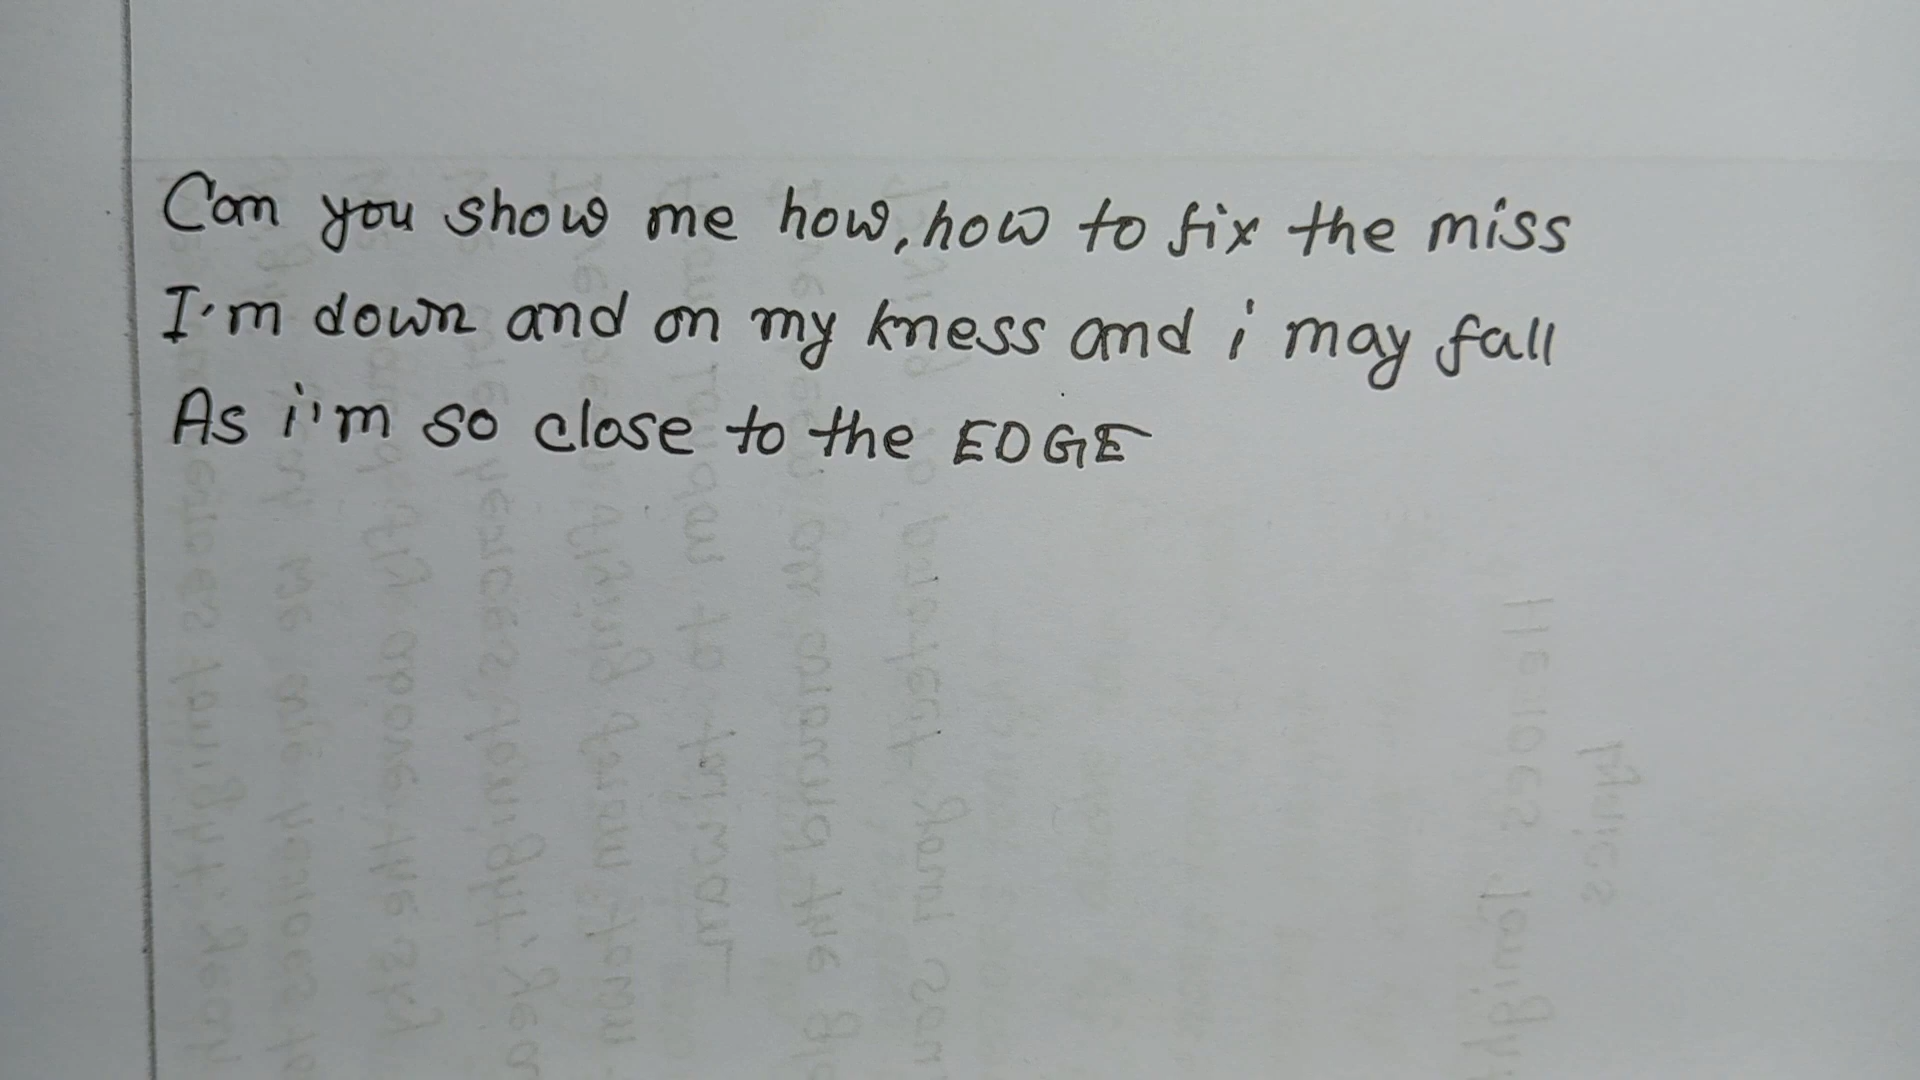 Can you show me how, how to fix the miss
I'm down and on my kness and i may fall
As i'm so close to the EDGE